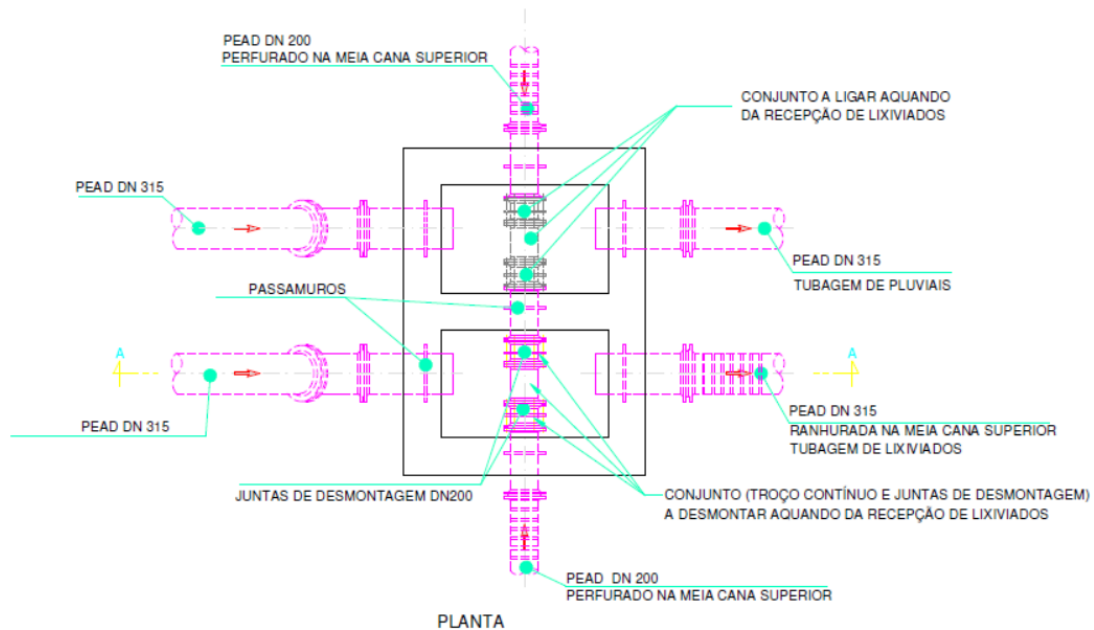 PEAD DN 200
PERFURADO NA MEIA CANA SUPERIOR
CONJUNTO A LIGAR AQUANDO
DA RECEPÇÃO DE LIXIVIADOS
PEAD DN 315
PEAD DN 315
TUBAGEM DE PLUVIAIS
PASSAMUROS
A
A
PEAD DN 315
PEAD DN 315
RANHURADA NA MEIA CANA SUPERIOR
TUBAGEM DE LIXIVIADOS
JUNTAS DE DESMONTAGEM DN200
CONJUNTO (TROÇO CONTÍNUO E JUNTAS DE DESMONTAGEM)
A DESMONTAR AQUANDO DA RECEPÇÃO DE LIXIVIADOS
PEAD DN 200
PERFURADO NA MEIA CANA SUPERIOR
PLANTA